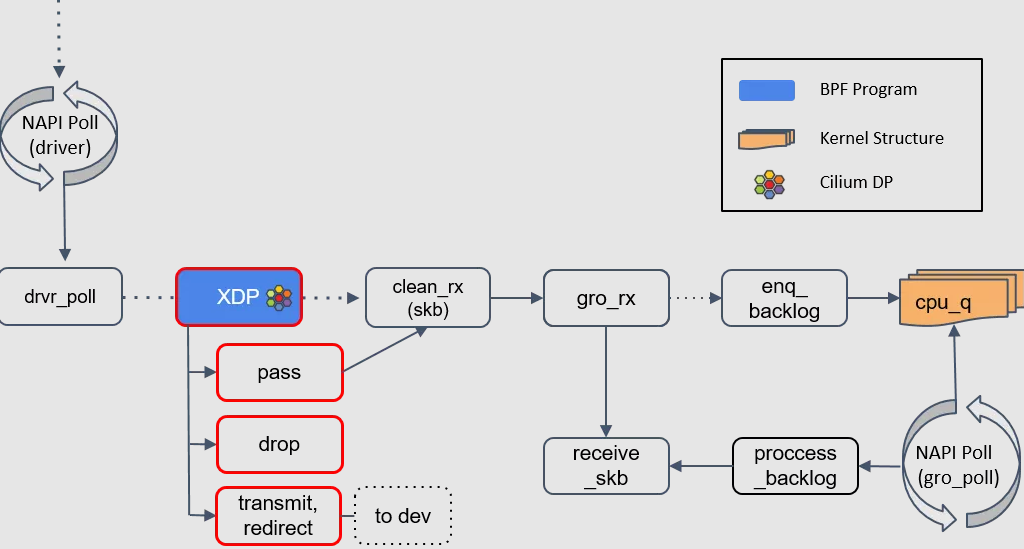 NAPI Poll
(driver)
BPF Program
Kernel Structure
Cilium DP
drvr_poll
XDP
clean_rx
(skb)
gro_rx
enq_
backlog
cpu_q
pass
drop
transmit,
redirect
to dev
receive
_skb
proccess
_backlog
NAPI Poll
(gro_poll)